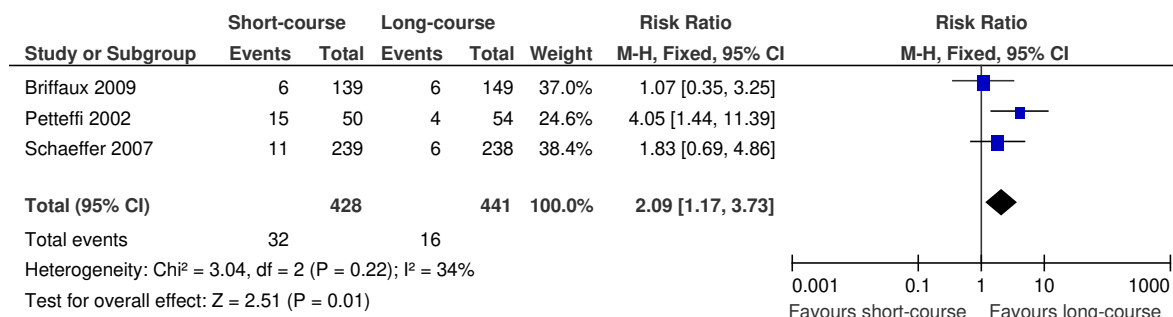 Short-course Long-course Risk Ratio Risk Ratio
Study or Subgroup Events Total Events Total Weight M-H, Fixed, 95% CI M-H, Fixed, 95% CI
Briffaux 2009 6 139 6 149 37.0% 1.07 [0.35, 3.25]
Petteffi 2002 15 50 4 54 24.6% 4.05 [1.44, 11.39]
Schaeffer 2007 11 239 6 238 38.4% 1.83 [0.69, 4.86]
Total (95% CI) 428 441 100.0% 2.09 [1.17, 3.73]
Total events 32 16
Heterogeneity: Chi² = 3.04, df = 2 (P = 0.22); I² = 34%
Test for overall effect: Z = 2.51 (P = 0.01)
0.001 0.1 1 10 1000
Favours short-course Favours long-course